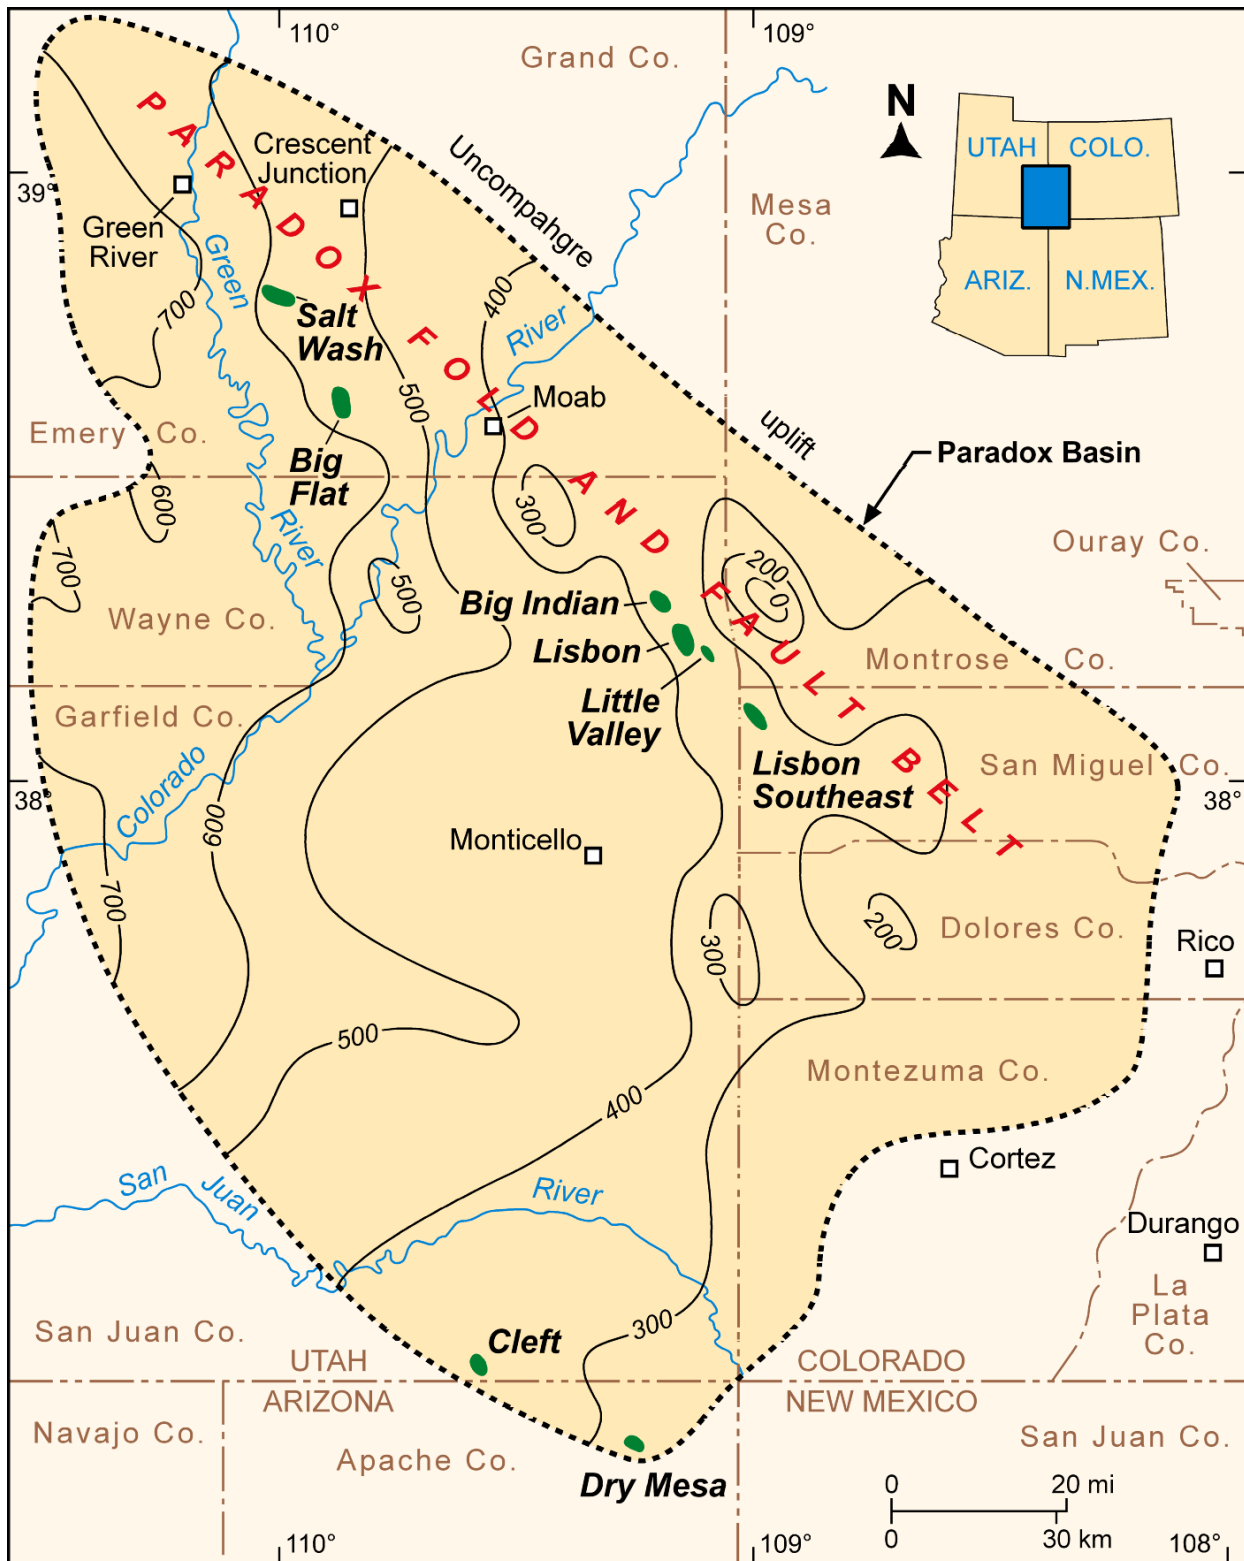 110°
109°
Grand Co.
N
UTAH
COLO.
ARIZ.
N.MEX.
PARADOX FOLD AND FAULT BELT
Crescent
Junction
Uncompahgre
uplift
39°
Green
River
Mesa
Co.
Green
River
700
400
River
Salt
Wash
500
Moab
Emery Co.
Big
Flat
Paradox Basin
600
300
River
700
500
200
100
Ouray Co.
Big Indian
Wayne Co.
Lisbon
Montrose Co.
Little
Valley
Garfield Co.
Lisbon
Southeast
San Miguel Co.
38°
38°
Colorado
600
Monticello
700
300
200
Dolores Co.
Rico
500
Montezuma Co.
400
Cortez
San Juan
River
Durango
La
Plata
Co.
300
San Juan Co.
Cleft
UTAH
COLORADO
ARIZONA
NEW MEXICO
Navajo Co.
Apache Co.
San Juan Co.
Dry Mesa
0 20 mi
0 30 km
110°
109°
108°